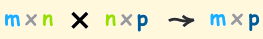 m × n × n × p → m × p